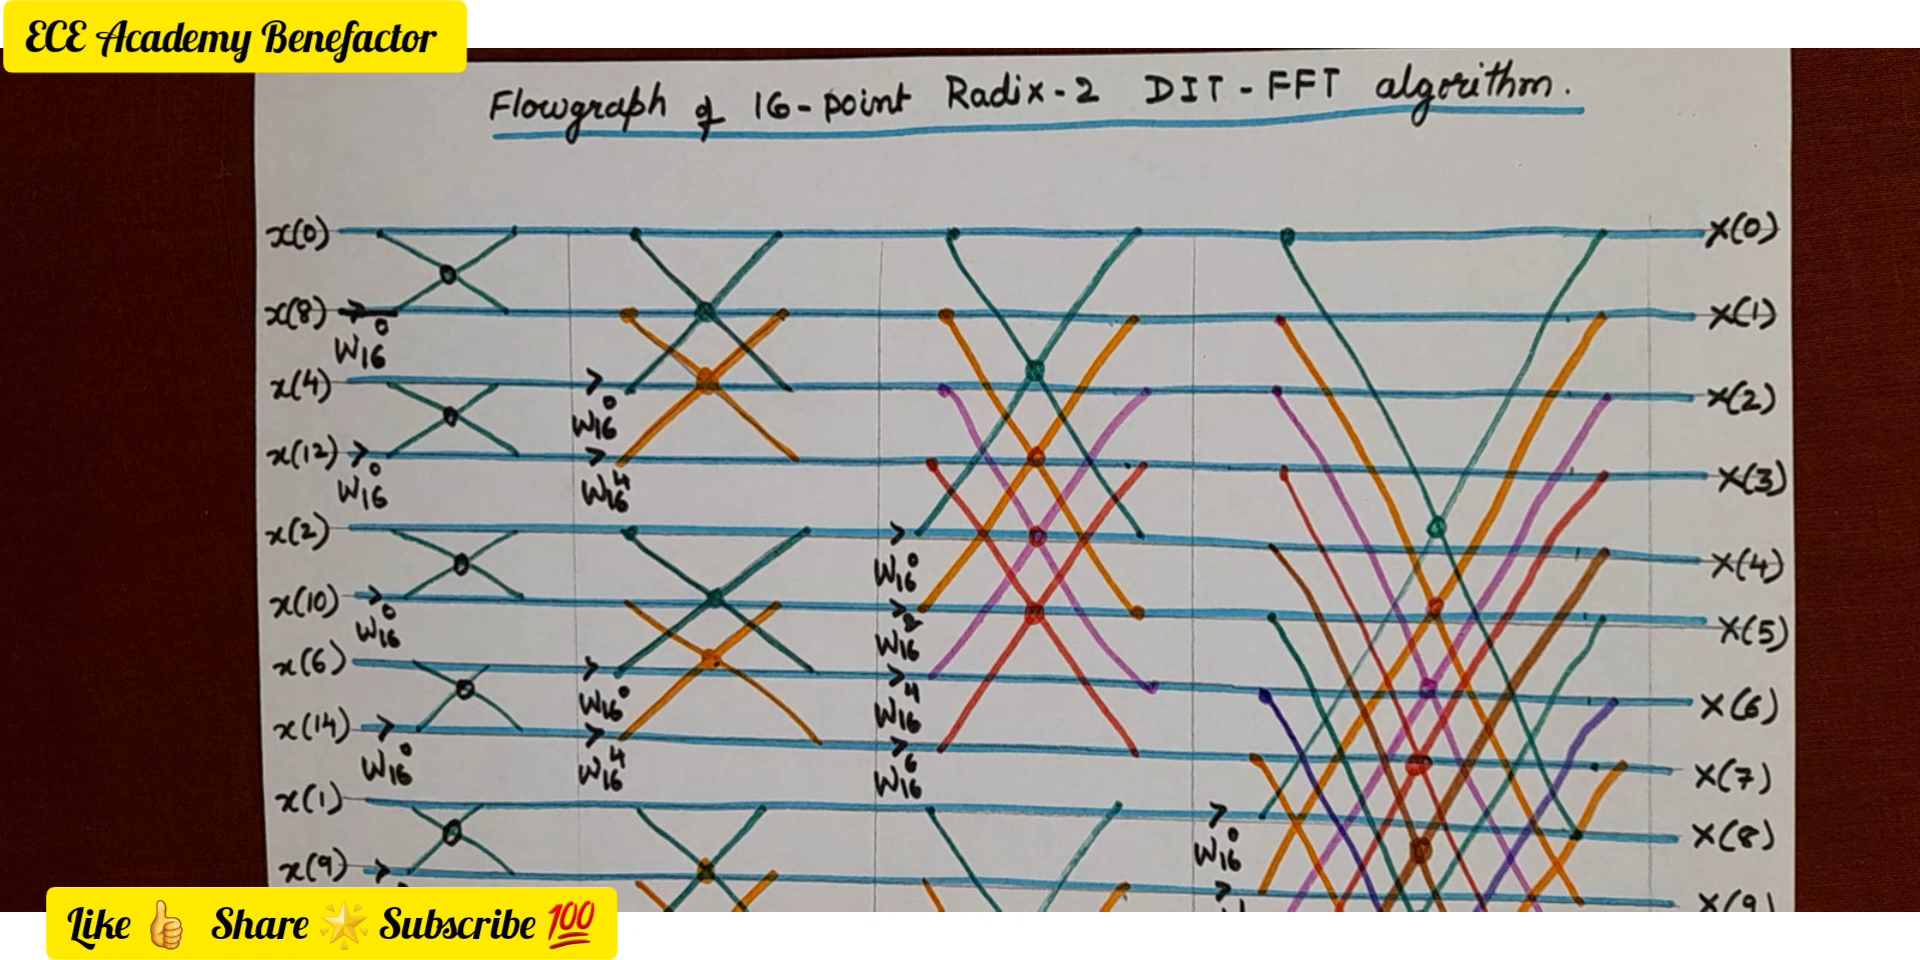 ECE Academy Benefactor
Flowgraph of 16-point Radix-2 DIT-FFT algorithm.
x(0) X(0)
x(8) X(1)
W16^0
x(4) X(2)
W16^0
x(12) X(3)
W16^0 W16^4
x(2) X(4)
W16^0
x(10) X(5)
W16^0 W16^2
x(6) X(6)
W16^0 W16^4
x(14) X(7)
W16^0 W16^4 W16^6
x(1) X(8)
W16^0
x(9) X(9)
Like 👍 Share 🌟 Subscribe 💯